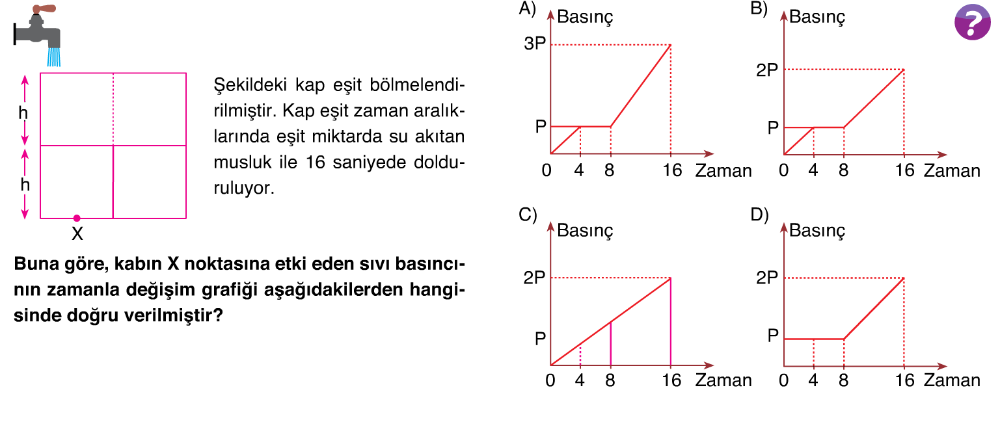 h
h
X
Şekildeki kap eşit bölmelendi-
rilmiştir. Kap eşit zaman aralık-
larında eşit miktarda su akıtan
musluk ile 16 saniyede doldu-
ruluyor.
Buna göre, kabın X noktasına etki eden sıvı basıncı-
nın zamanla değişim grafiği aşağıdakilerden hangi-
sinde doğru verilmiştir?
A)
Basınç
3P
P
0 4 8 16 Zaman
B)
Basınç
2P
P
0 4 8 16 Zaman
C)
Basınç
2P
P
0 4 8 16 Zaman
D)
Basınç
2P
P
0 4 8 16 Zaman
?